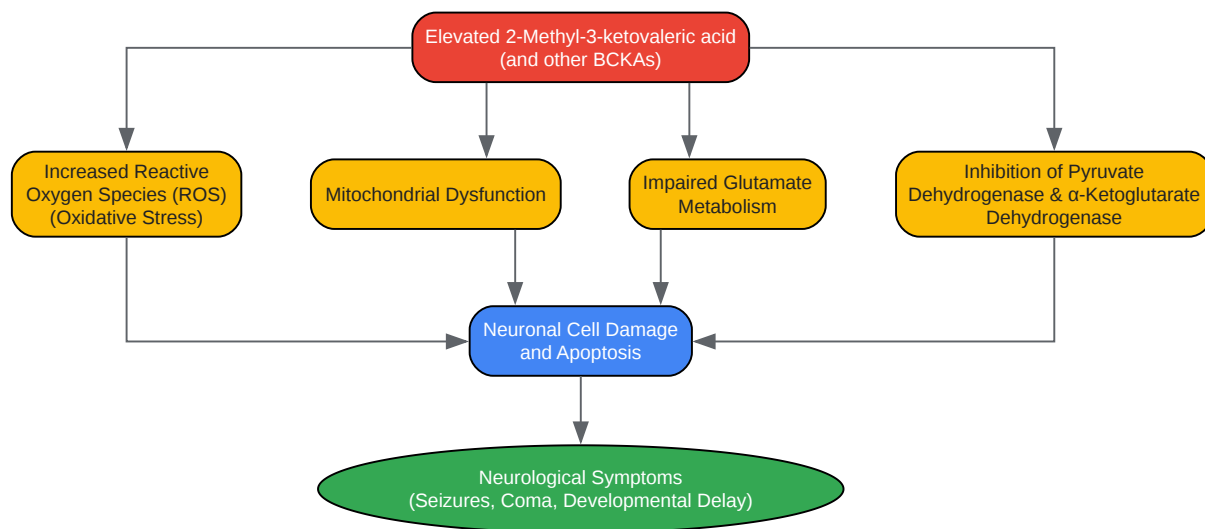 Elevated 2-Methyl-3-ketovaleric acid
(and other BCKAs)
Increased Reactive
Oxygen Species (ROS)
(Oxidative Stress)
Mitochondrial Dysfunction
Impaired Glutamate
Metabolism
Inhibition of Pyruvate
Dehydrogenase & α-Ketoglutarate
Dehydrogenase
Neuronal Cell Damage
and Apoptosis
Neurological Symptoms
(Seizures, Coma, Developmental Delay)